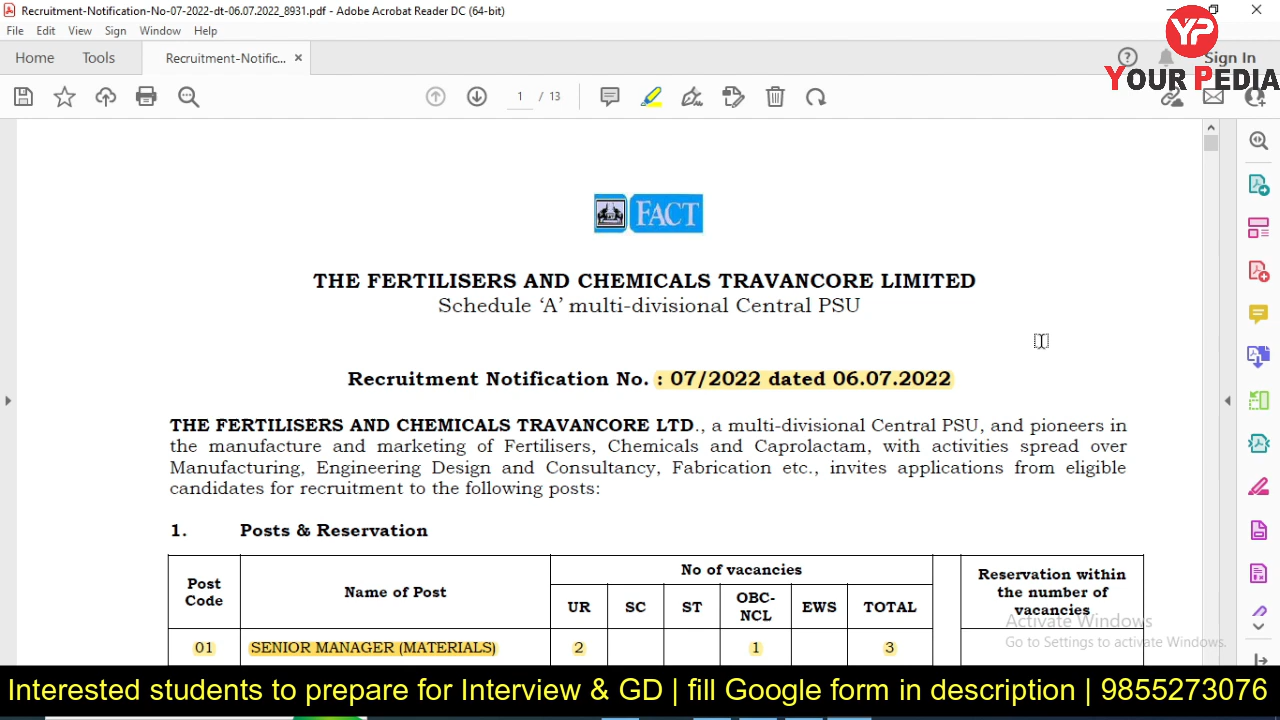 Recruitment-Notification-No-07-2022-dt-06.07.2022_8931.pdf - Adobe Acrobat Reader DC (64-bit)
File Edit View Sign Window Help
Home Tools Recruitment-Notific... × Sign In
YP
YOUR PEDIA
1 / 13
FACT
THE FERTILISERS AND CHEMICALS TRAVANCORE LIMITED
Schedule ‘A’ multi-divisional Central PSU
Recruitment Notification No. : 07/2022 dated 06.07.2022
THE FERTILISERS AND CHEMICALS TRAVANCORE LTD., a multi-divisional Central PSU, and pioneers in
the manufacture and marketing of Fertilisers, Chemicals and Caprolactam, with activities spread over
Manufacturing, Engineering Design and Consultancy, Fabrication etc., invites applications from eligible
candidates for recruitment to the following posts:
1. Posts & Reservation
Post Code
Name of Post
No of vacancies
UR SC ST OBC-NCL EWS TOTAL
Reservation within
the number of
vacancies
01 SENIOR MANAGER (MATERIALS) 2 1 3
Activate Windows
Go to Settings to activate Windows.
Interested students to prepare for Interview & GD | fill Google form in description | 9855273076